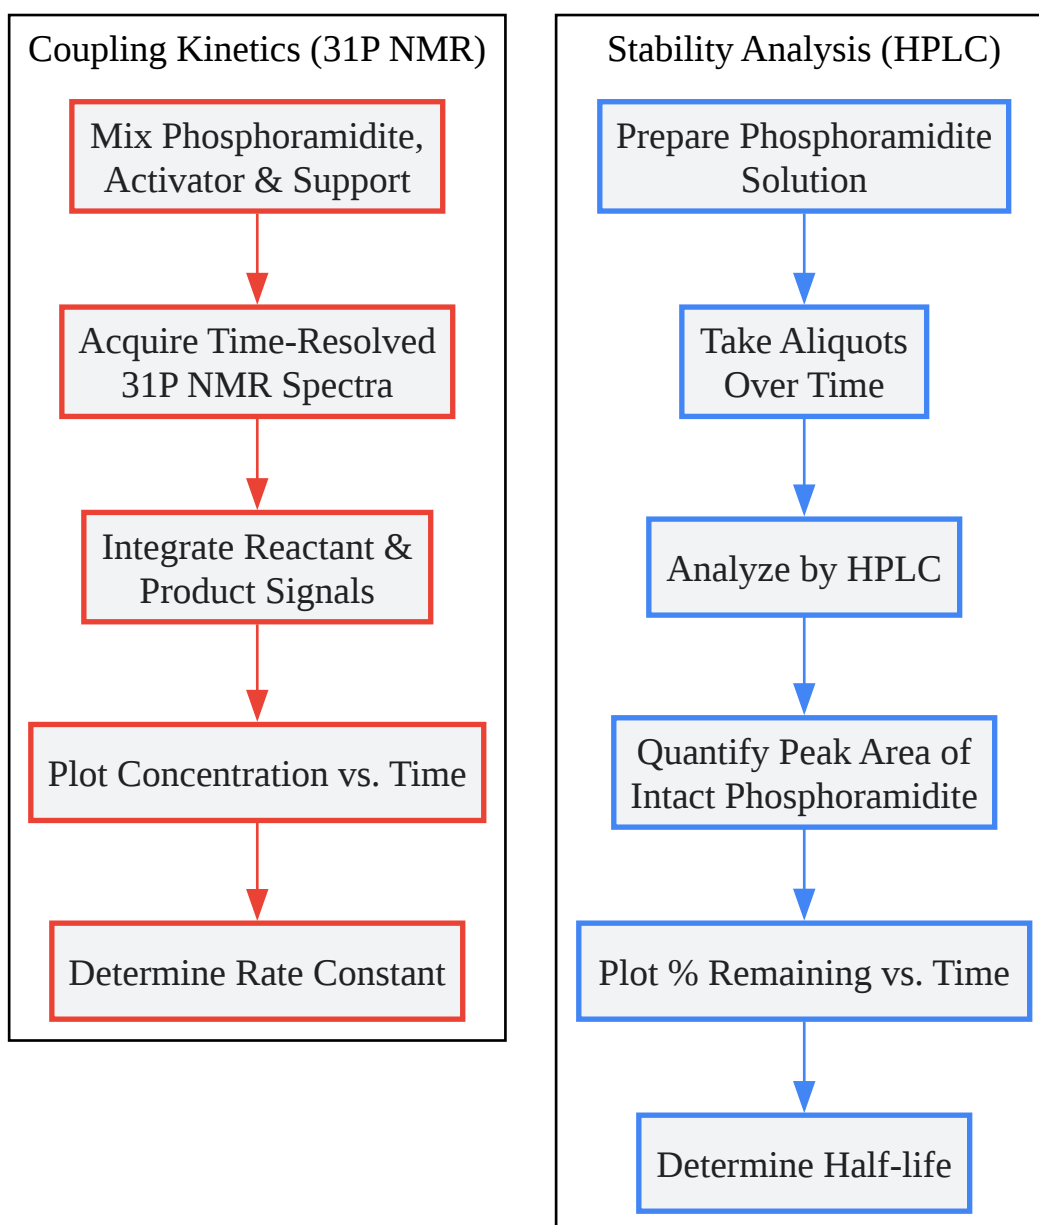 Coupling Kinetics (31P NMR)
Mix Phosphoramidite,
Activator & Support
Acquire Time-Resolved
31P NMR Spectra
Integrate Reactant &
Product Signals
Plot Concentration vs. Time
Determine Rate Constant
Stability Analysis (HPLC)
Prepare Phosphoramidite
Solution
Take Aliquots
Over Time
Analyze by HPLC
Quantify Peak Area of
Intact Phosphoramidite
Plot % Remaining vs. Time
Determine Half-life